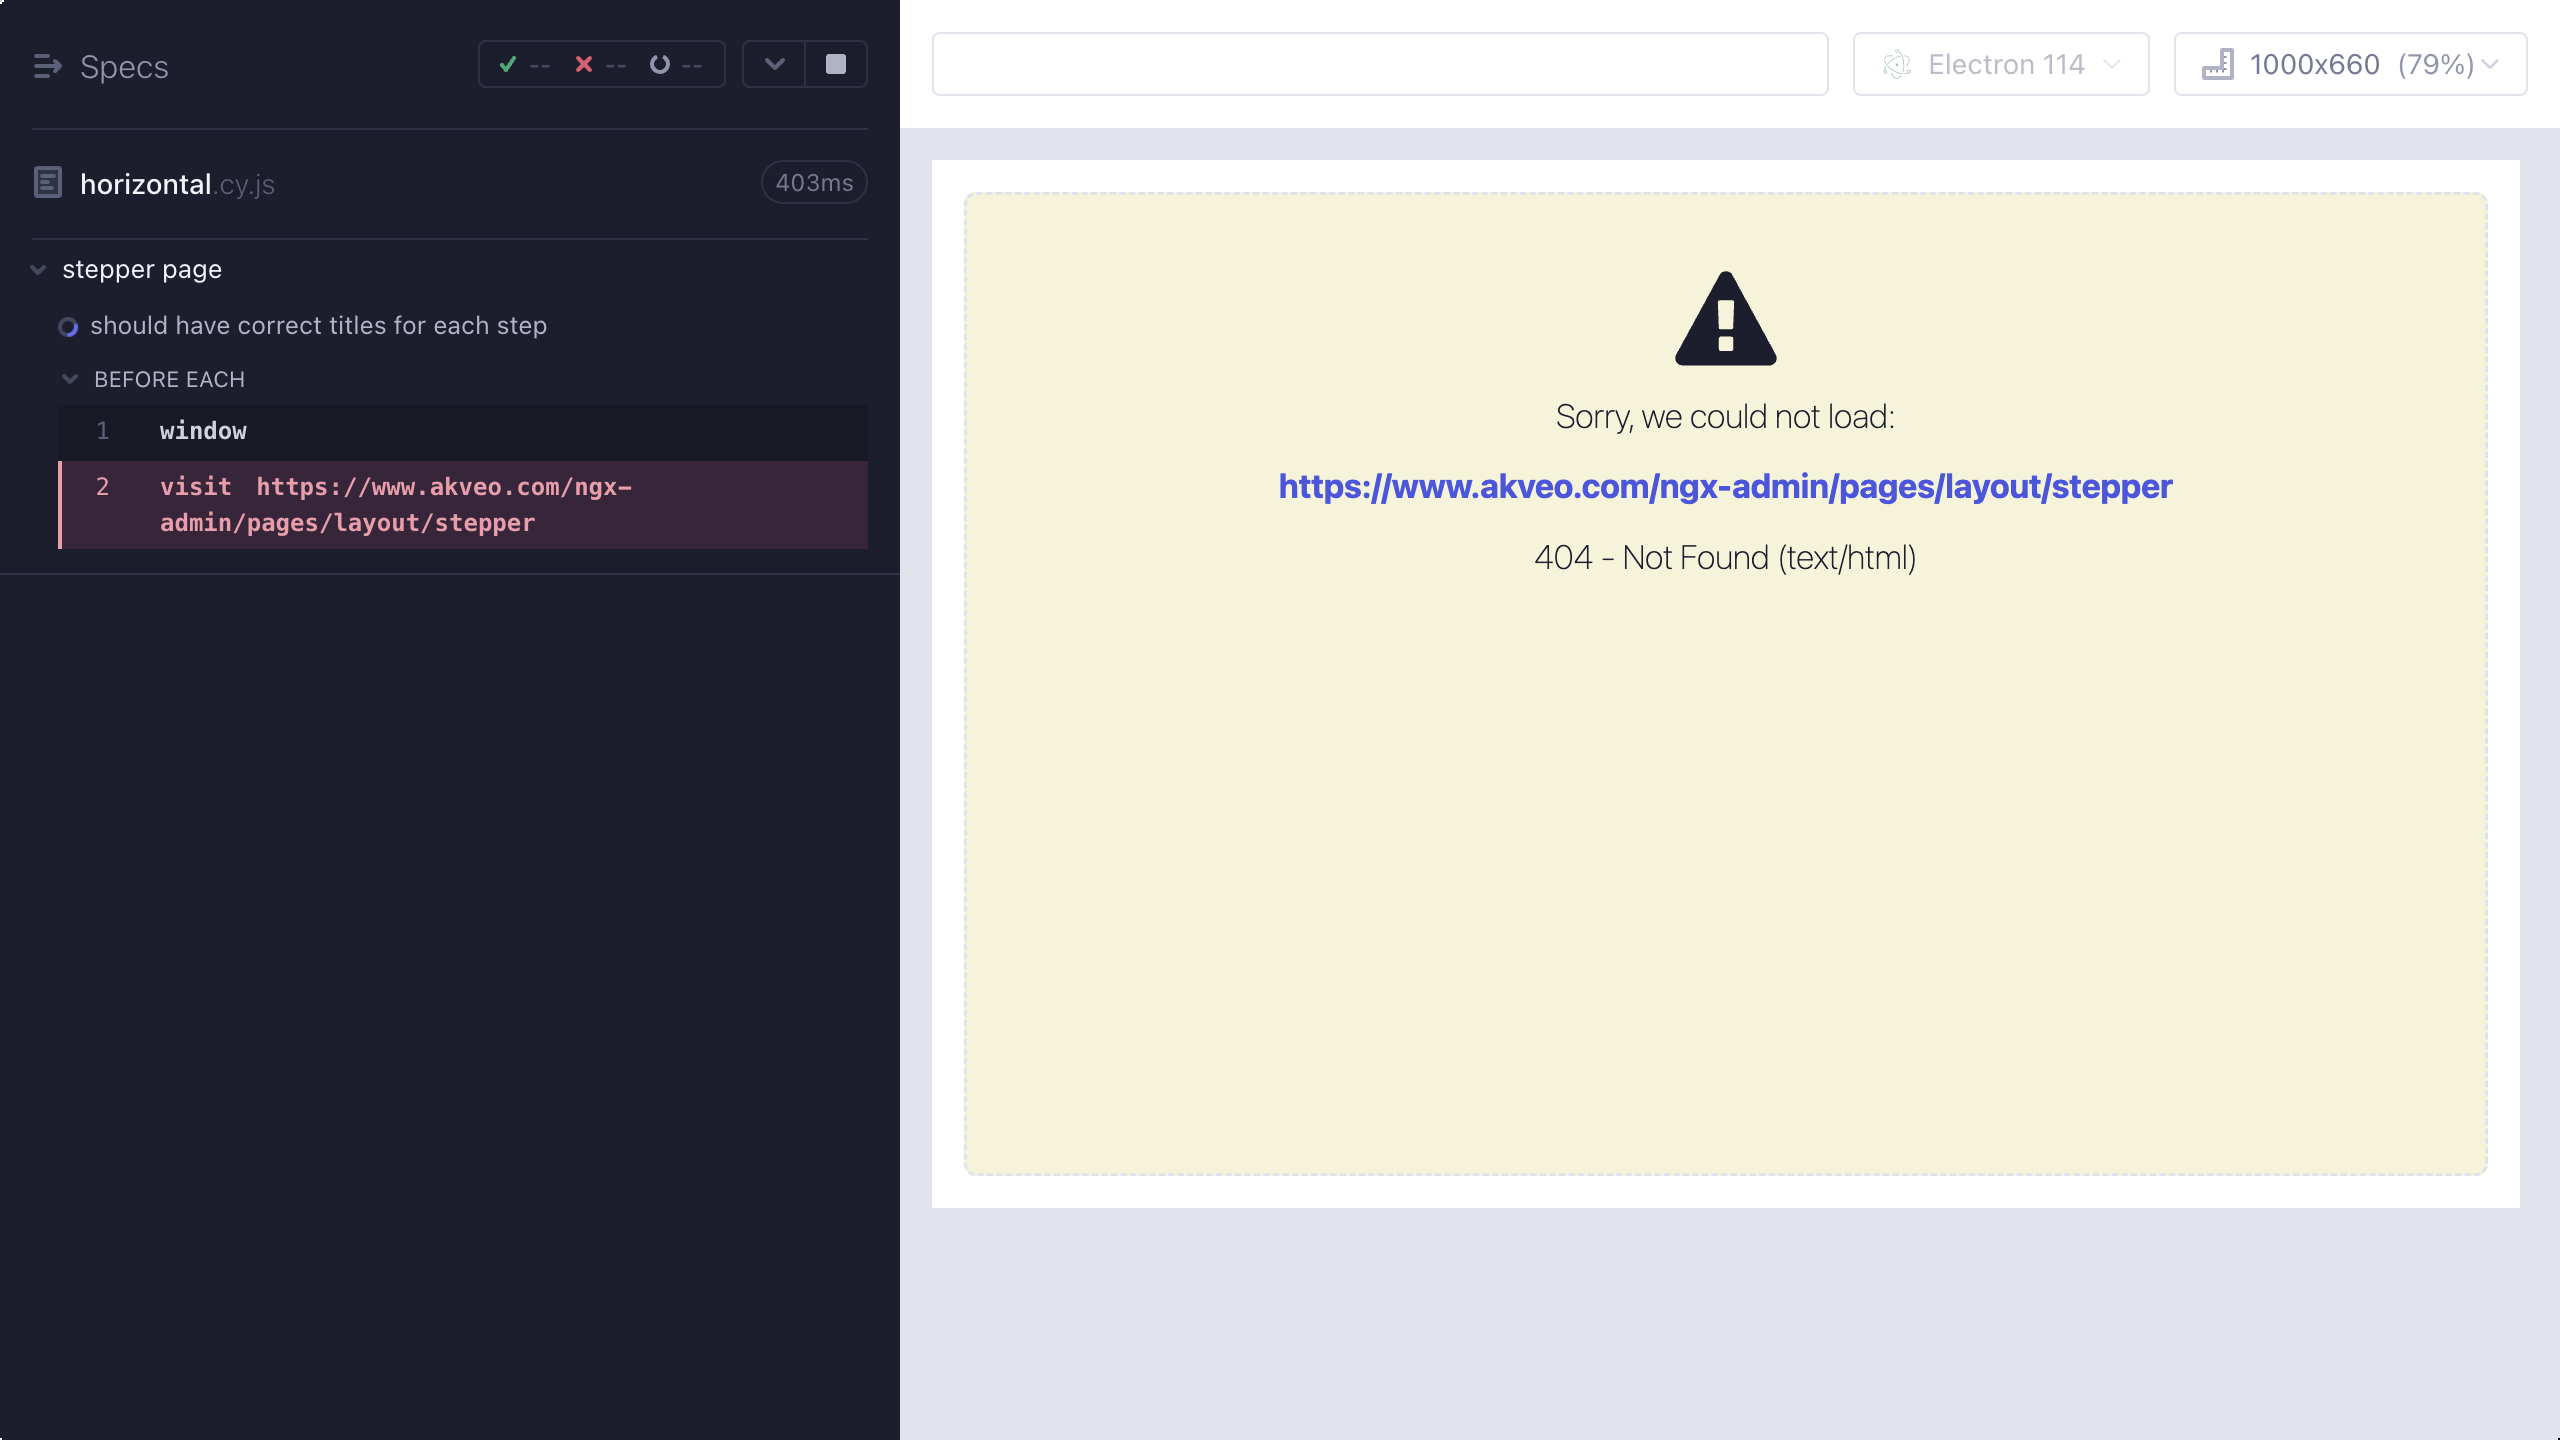 Specs
-- -- --
Electron 114
1000x660 (79%)
horizontal.cy.js
403ms
stepper page
should have correct titles for each step
BEFORE EACH
1 window
2 visit https://www.akveo.com/ngx-
admin/pages/layout/stepper
Sorry, we could not load:
https://www.akveo.com/ngx-admin/pages/layout/stepper
404 - Not Found (text/html)